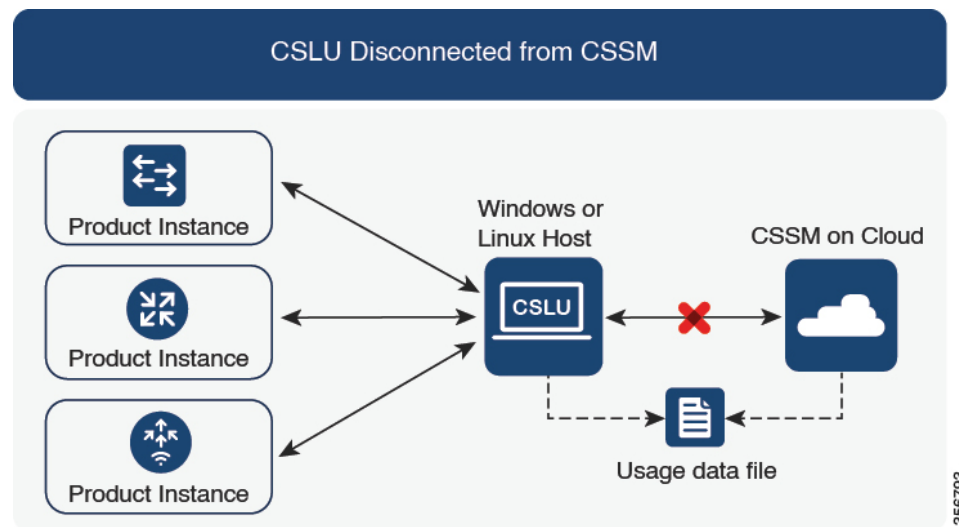 CSLU Disconnected from CSSM
Product Instance
Product Instance
Product Instance
Windows or
Linux Host
CSLU
CSSM on Cloud
Usage data file